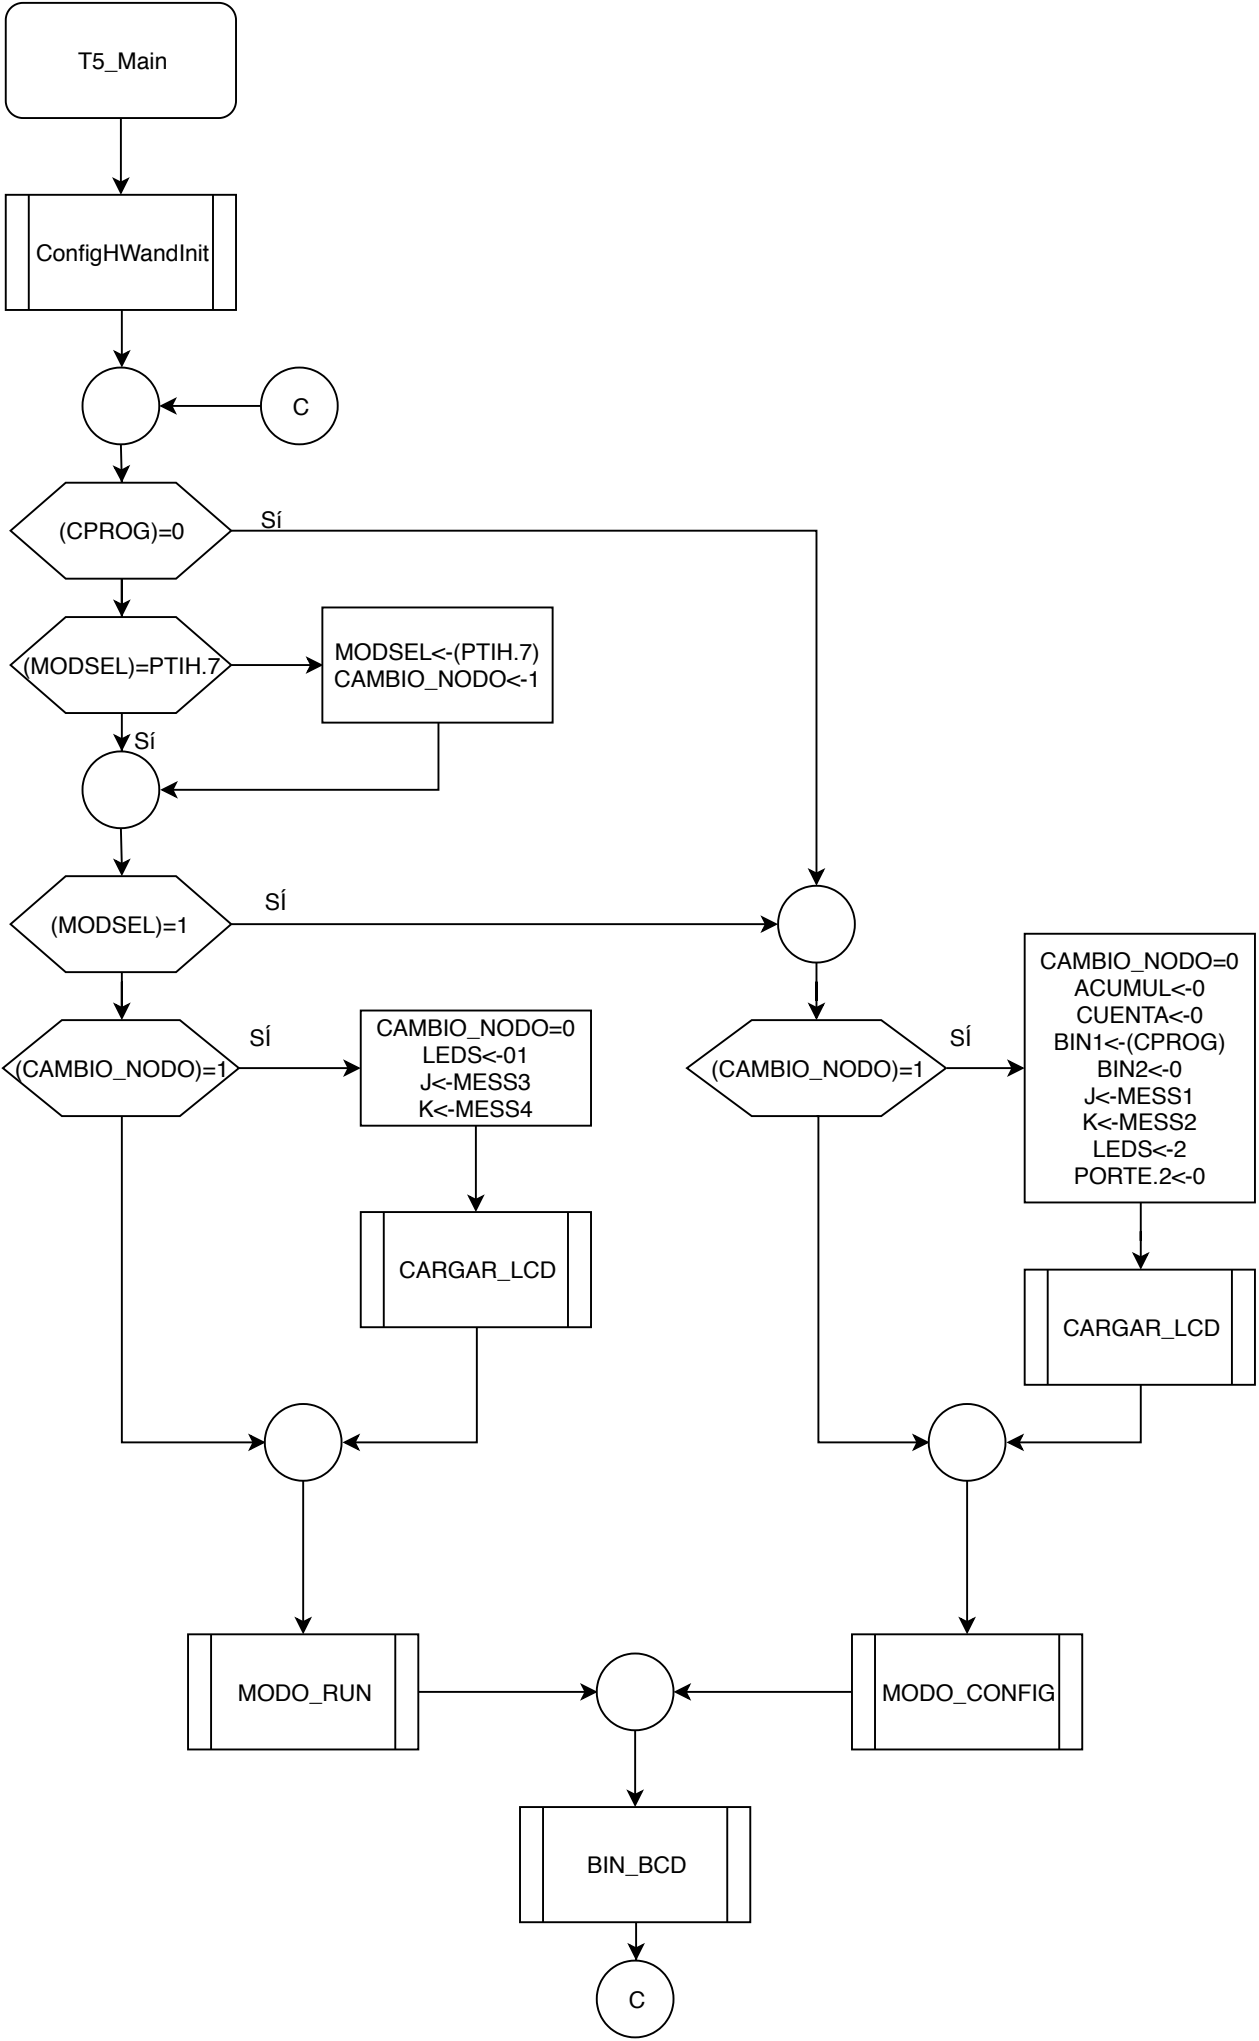 T5_Main
ConfigHWandInit
C
(CPROG)=0
Sí
(MODSEL)=PTIH.7
MODSEL<-(PTIH.7)
CAMBIO_NODO<-1
Sí
(MODSEL)=1
SÍ
(CAMBIO_NODO)=1
SÍ
CAMBIO_NODO=0
LEDS<-01
J<-MESS3
K<-MESS4
CARGAR_LCD
(CAMBIO_NODO)=1
SÍ
CAMBIO_NODO=0
ACUMUL<-0
CUENTA<-0
BIN1<-(CPROG)
BIN2<-0
J<-MESS1
K<-MESS2
LEDS<-2
PORTE.2<-0
CARGAR_LCD
MODO_RUN
MODO_CONFIG
BIN_BCD
C